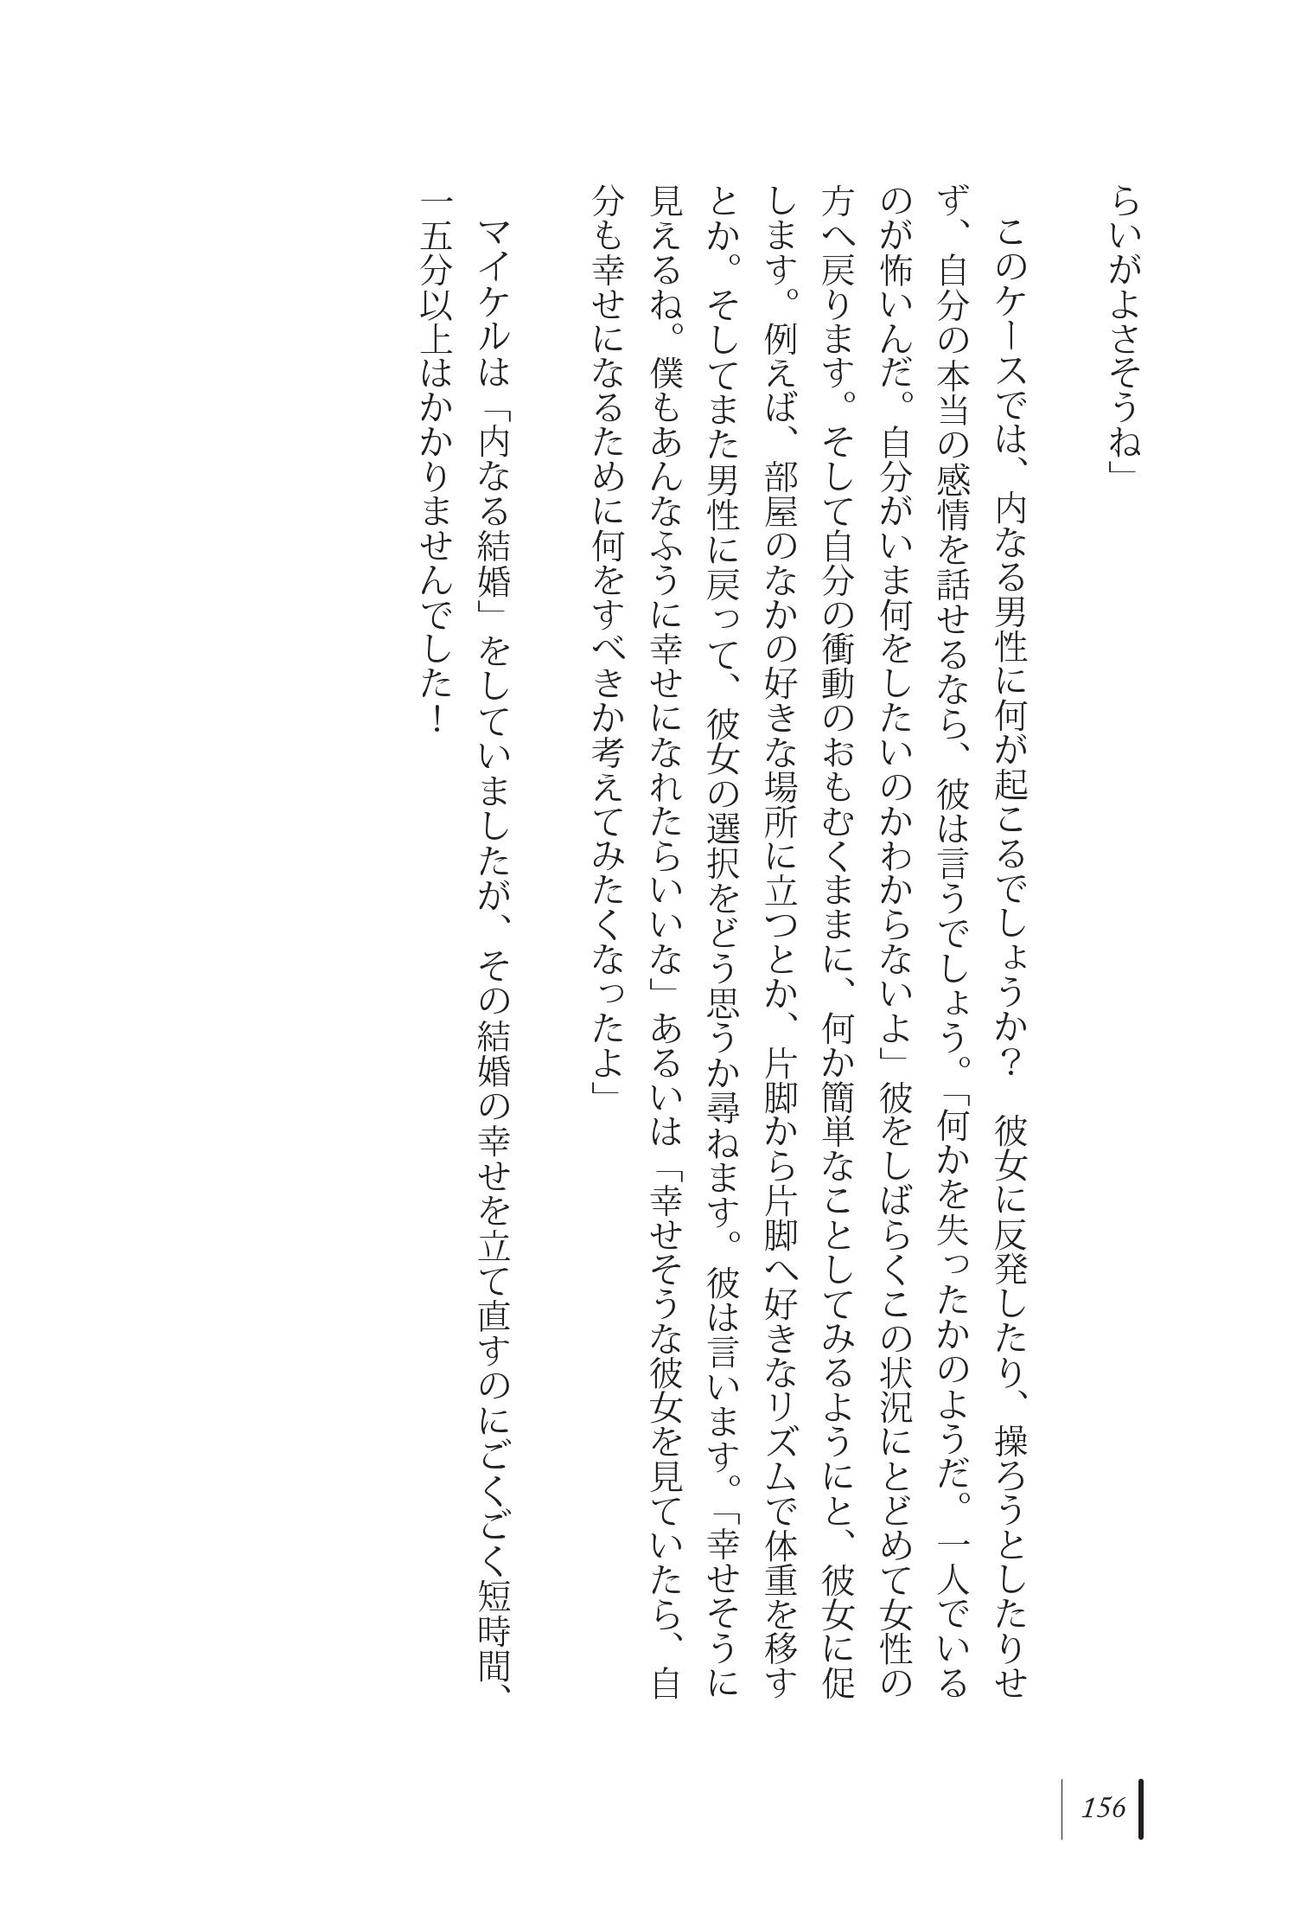 らいがよさそうね」
　このケースでは、内なる男性に何が起こるでしょうか？　彼女に反発したり、操ろうとしたりせ
ず、自分の本当の感情を話せるなら、彼は言うでしょう。「何かを失ったかのようだ。一人でいる
のが怖いんだ。自分がいま何をしたいのかわからないよ」彼をしばらくこの状況にとどめて女性の
方へ戻ります。そして自分の衝動のおもむくままに、何か簡単なことしてみるようにと、彼女に促
します。例えば、部屋のなかの好きな場所に立つとか、片脚から片脚へ好きなリズムで体重を移す
とか。そしてまた男性に戻って、彼女の選択をどう思うか尋ねます。彼は言います。「幸せそうに
見えるね。僕もあんなふうに幸せになれたらいいな」あるいは「幸せそうな彼女を見ていたら、自
分も幸せになるために何をすべきか考えてみたくなったよ」
　マイケルは「内なる結婚」をしていましたが、その結婚の幸せを立て直すのにごくごく短時間、
一五分以上はかかりませんでした！
156